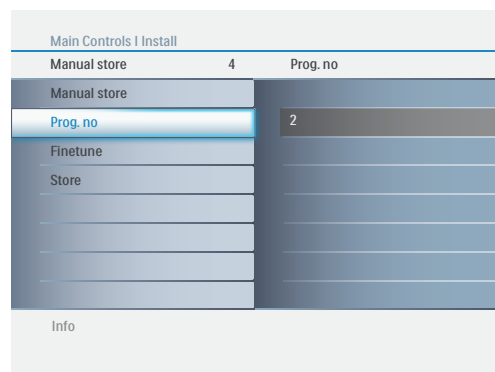 Main Controls I Install
Manual store 4 Prog. no
Manual store
Prog. no 2
Finetune
Store
Info